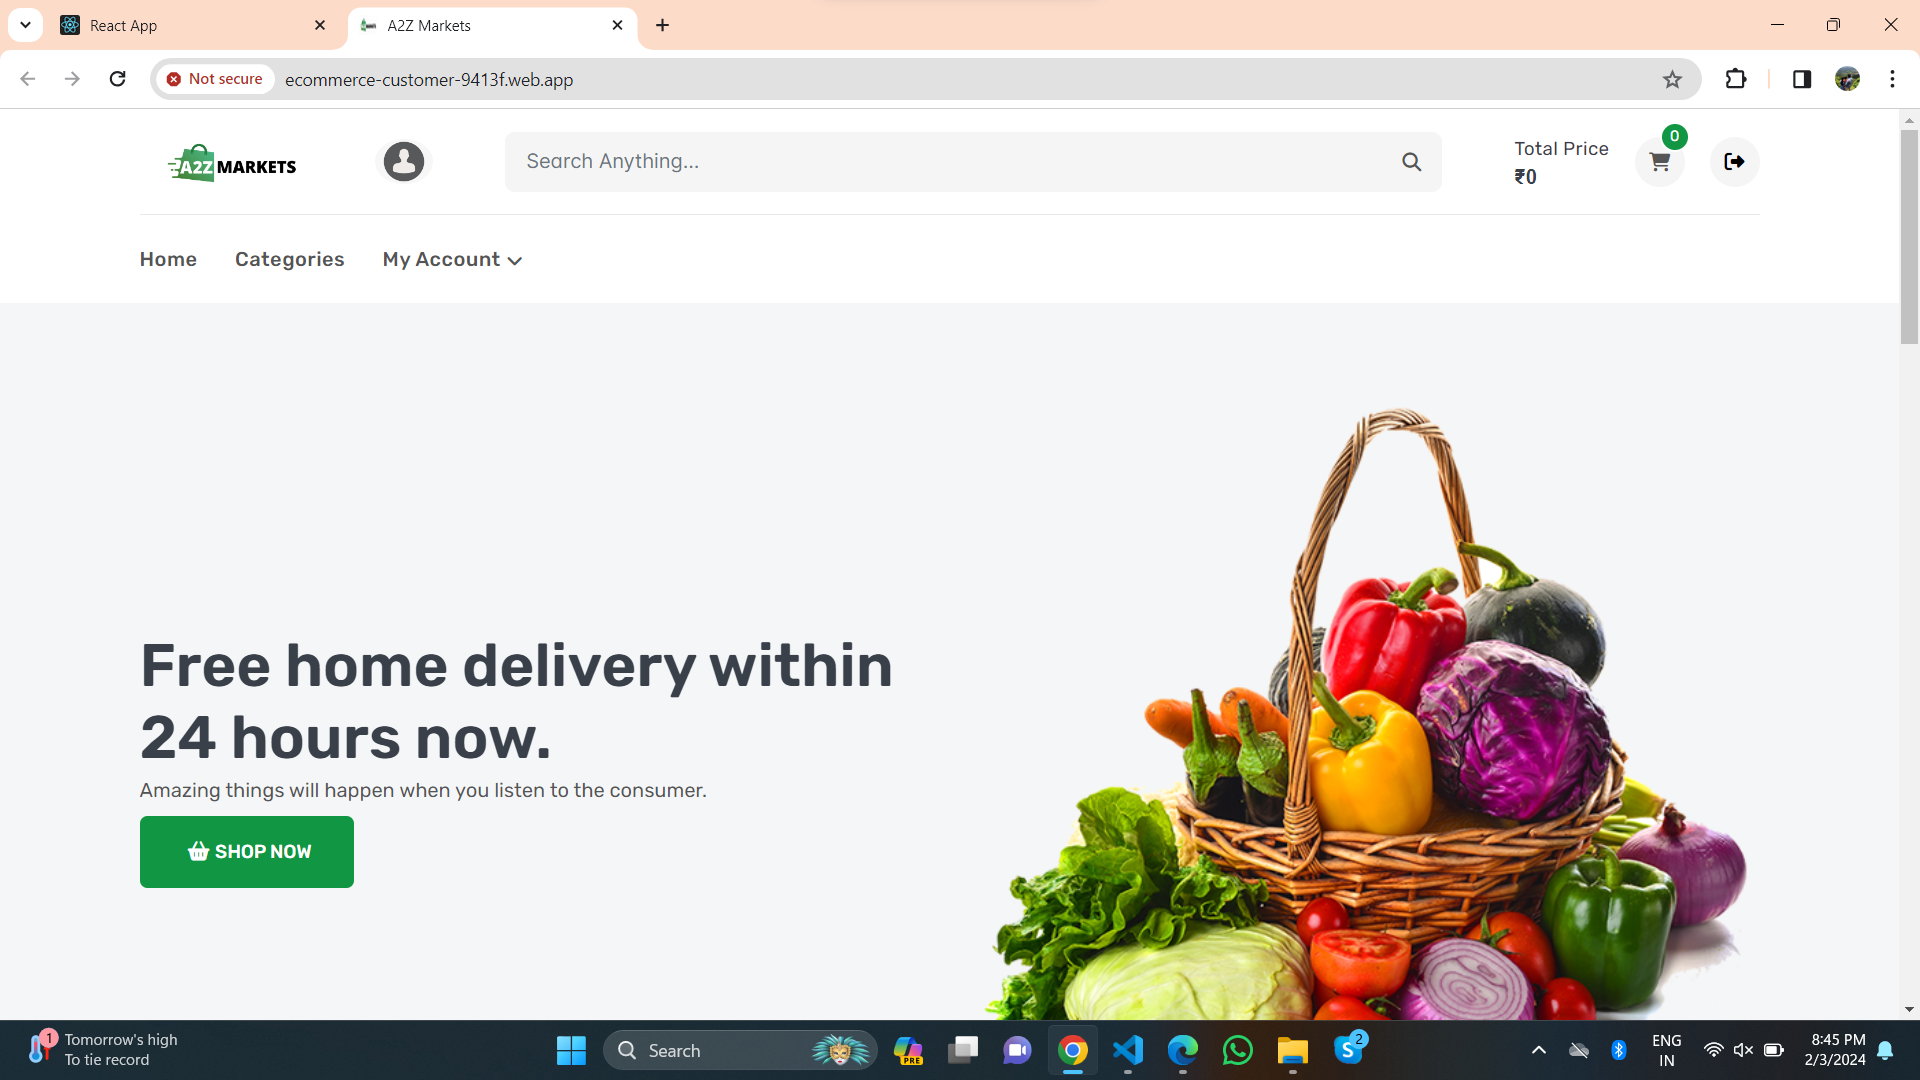 React App
A2Z Markets
Not secure
ecommerce-customer-9413f.web.app
A2Z MARKETS
Search Anything...
Total Price
₹0
0
Home
Categories
My Account
Free home delivery within
24 hours now.
Amazing things will happen when you listen to the consumer.
SHOP NOW
1
Tomorrow's high
To tie record
Search
PRE
S
2
ENG
IN
8:45 PM
2/3/2024